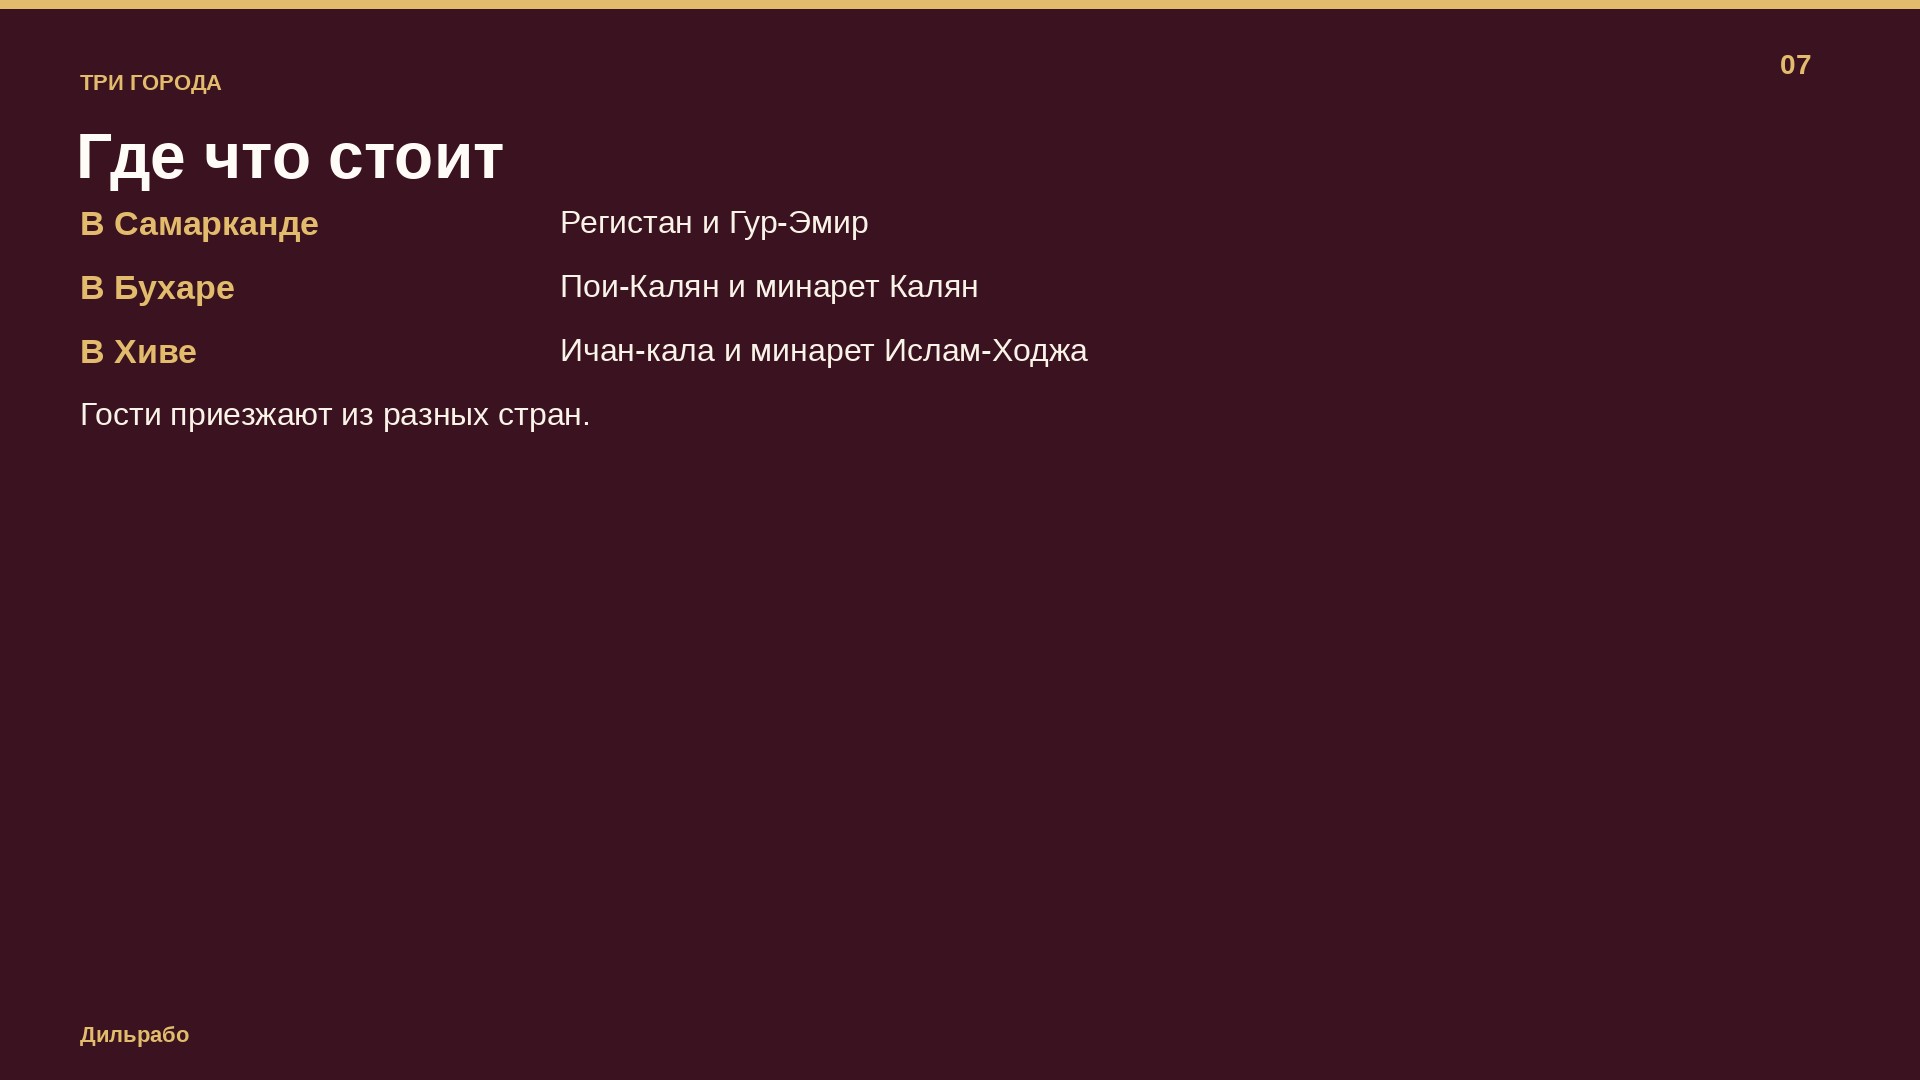 ТРИ ГОРОДА
07
Где что стоит
В Самарканде Регистан и Гур-Эмир
В Бухаре Пои-Калян и минарет Калян
В Хиве Ичан-кала и минарет Ислам-Ходжа
Гости приезжают из разных стран.
Дильрабо